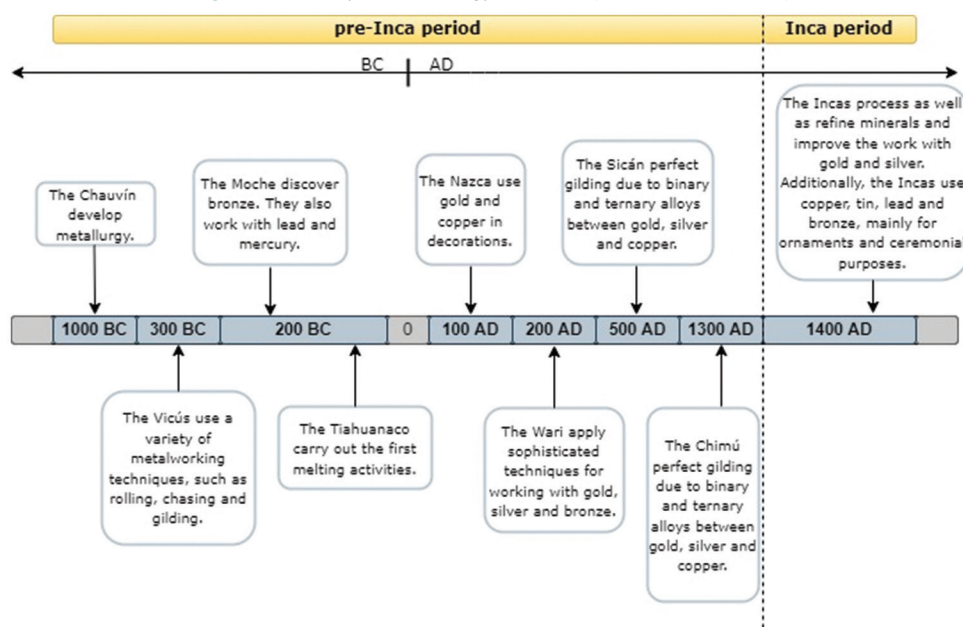 pre-Inca period
Inca period
BC
AD
The Chauvín
develop
metallurgy.
The Moche discover
bronze. They also
work with lead and
mercury.
The Nazca use
gold and
copper in
decorations.
The Sicán perfect
gilding due to binary
and ternary alloys
between gold, silver
and copper.
The Incas process as well
as refine minerals and
improve the work with
gold and silver.
Additionally, the Incas use
copper, tin, lead and
bronze, mainly for
ornaments and ceremonial
purposes.
1000 BC
300 BC
200 BC
0
100 AD
200 AD
500 AD
1300 AD
1400 AD
The Vicús use a
variety of
metalworking
techniques, such as
rolling, chasing and
gilding.
The Tiahuanaco
carry out the first
melting activities.
The Wari apply
sophisticated
techniques for
working with gold,
silver and bronze.
The Chimú
perfect gilding
due to binary
and ternary
alloys between
gold, silver and
copper.